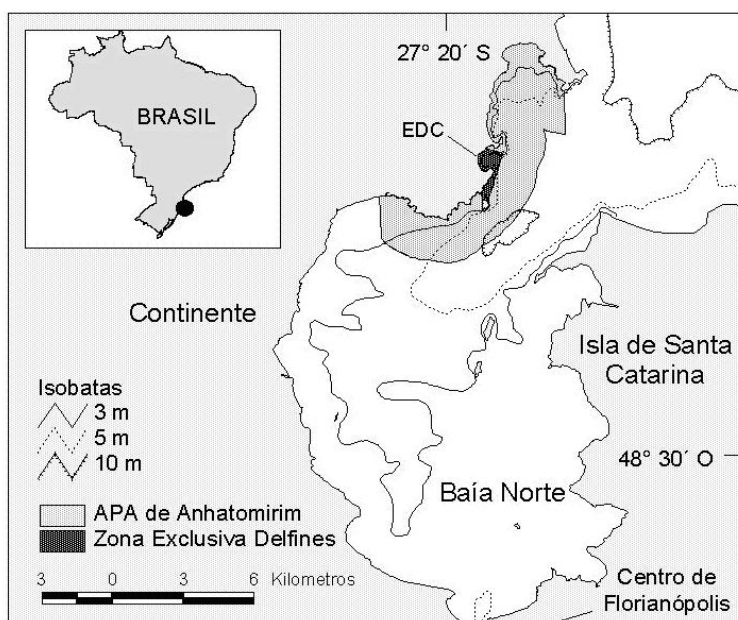 27° 20´ S
BRASIL
EDC
Continente
Isla de Santa
Catarina
Isobatas
3 m
5 m
10 m
48° 30´ O
Baía Norte
APA de Anhatomirim
Zona Exclusiva Delfines
3 0 3 6 Kilometros
Centro de
Florianópolis